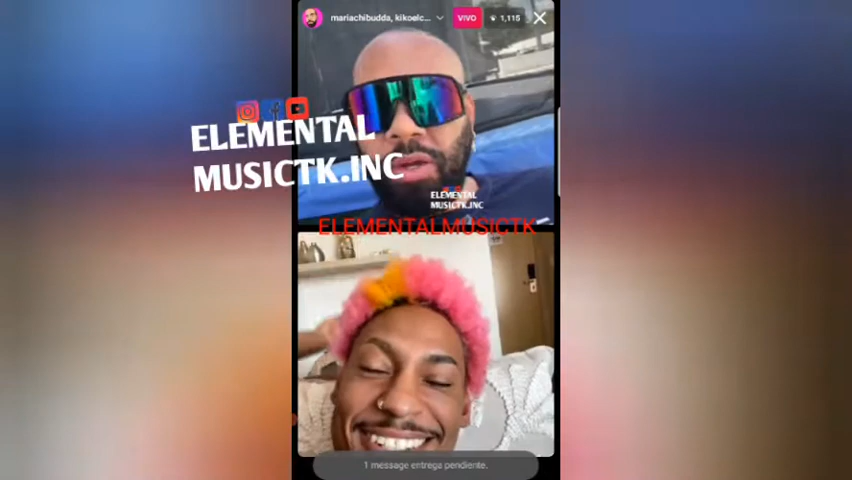 mariachibudda, kikoelc...
VIVO
1,115
ELEMENTAL
MUSICTK.INC
ELEMENTAL
MUSICTK.INC
ELEMENTALMUSICTK
1 message entrega pendiente.